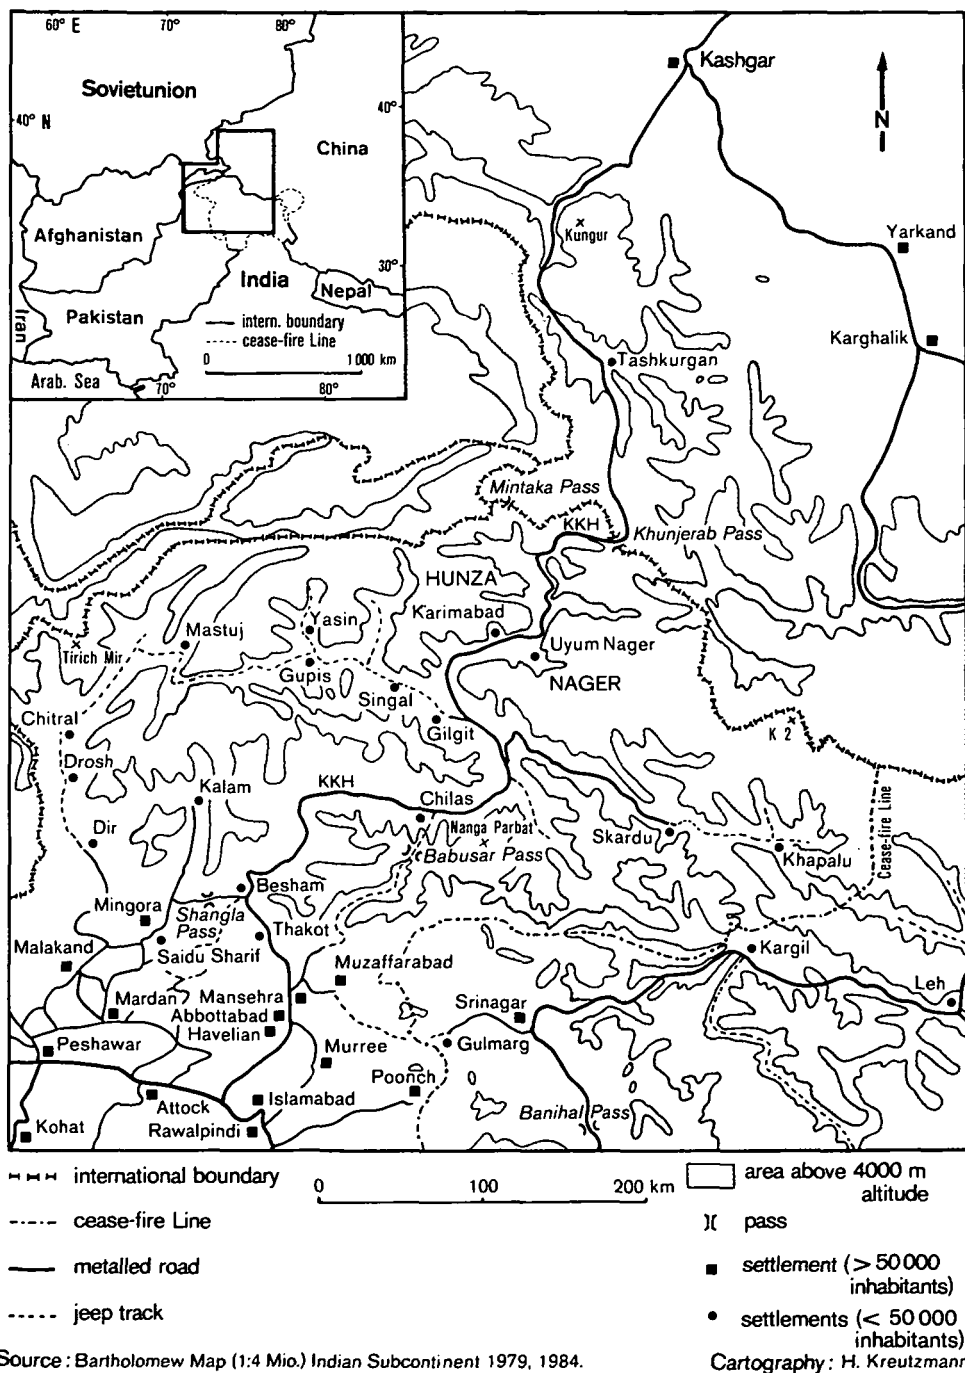 60° E
70°
80°
Sovietunion
40° N
40°
China
Afghanistan
30°
India
Nepal
Iran
Pakistan
intern. boundary
cease-fire Line
0
1 000 km
Arab. Sea
70°
80°
Kashgar
N
Kungur
Yarkand
Karghalik
Tashkurgan
Mintaka Pass
KKH
Khunjerab Pass
HUNZA
Karimabad
Yasin
Mastuj
Tirich Mir
Gupis
Uyum Nager
NAGER
Singal
Gilgit
Chitral
K 2
Drosh
KKH
Kalam
Chilas
Cease-fire Line
Nanga Parbat
Babusar Pass
Skardu
Khapalu
Dir
Besham
Mingora
Shangla
Pass
Thakot
Malakand
Saidu Sharif
Kargil
Muzaffarabad
Leh
Mardan
Mansehra
Abbottabad
Havelian
Srinagar
Peshawar
Murree
Gulmarg
Poonch
Attock
Islamabad
Banihal Pass
Kohat
Rawalpindi
international boundary
0
100
200 km
area above 4000 m
altitude
cease-fire Line
pass
metalled road
settlement (> 50 000
inhabitants)
jeep track
settlements (< 50 000
inhabitants)
Source : Bartholomew Map (1:4 Mio.) Indian Subcontinent 1979, 1984.
Cartography : H. Kreutzmann